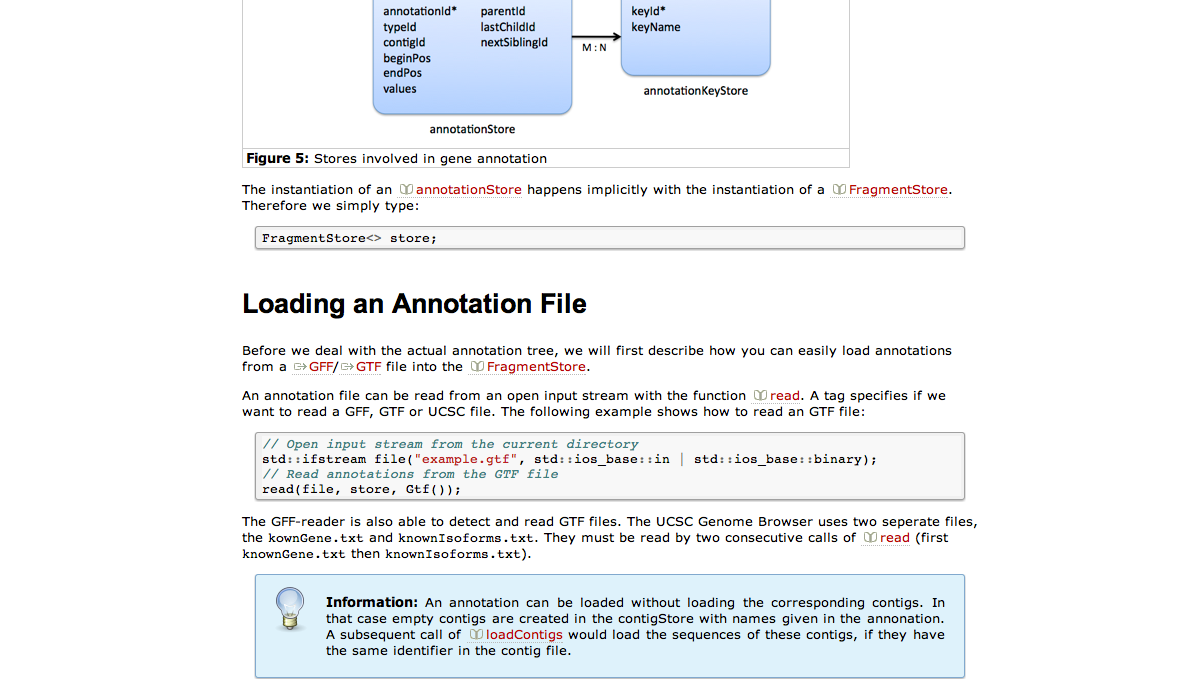 annotationId* parentId
typeId lastChildId
contigId nextSiblingId
beginPos
endPos
values
annotationStore
M:N
keyId*
keyName
annotationKeyStore
Figure 5: Stores involved in gene annotation
The instantiation of an annotationStore happens implicitly with the instantiation of a FragmentStore.
Therefore we simply type:
FragmentStore<> store;
Loading an Annotation File
Before we deal with the actual annotation tree, we will first describe how you can easily load annotations
from a GFF/GTF file into the FragmentStore.
An annotation file can be read from an open input stream with the function read. A tag specifies if we
want to read a GFF, GTF or UCSC file. The following example shows how to read an GTF file:
// Open input stream from the current directory
std::ifstream file("example.gtf", std::ios_base::in | std::ios_base::binary);
// Read annotations from the GTF file
read(file, store, Gtf());
The GFF-reader is also able to detect and read GTF files. The UCSC Genome Browser uses two seperate files,
the kownGene.txt and knownIsoforms.txt. They must be read by two consecutive calls of read (first
knownGene.txt then knownIsoforms.txt).
Information: An annotation can be loaded without loading the corresponding contigs. In
that case empty contigs are created in the contigStore with names given in the annonation.
A subsequent call of loadContigs would load the sequences of these contigs, if they have
the same identifier in the contig file.